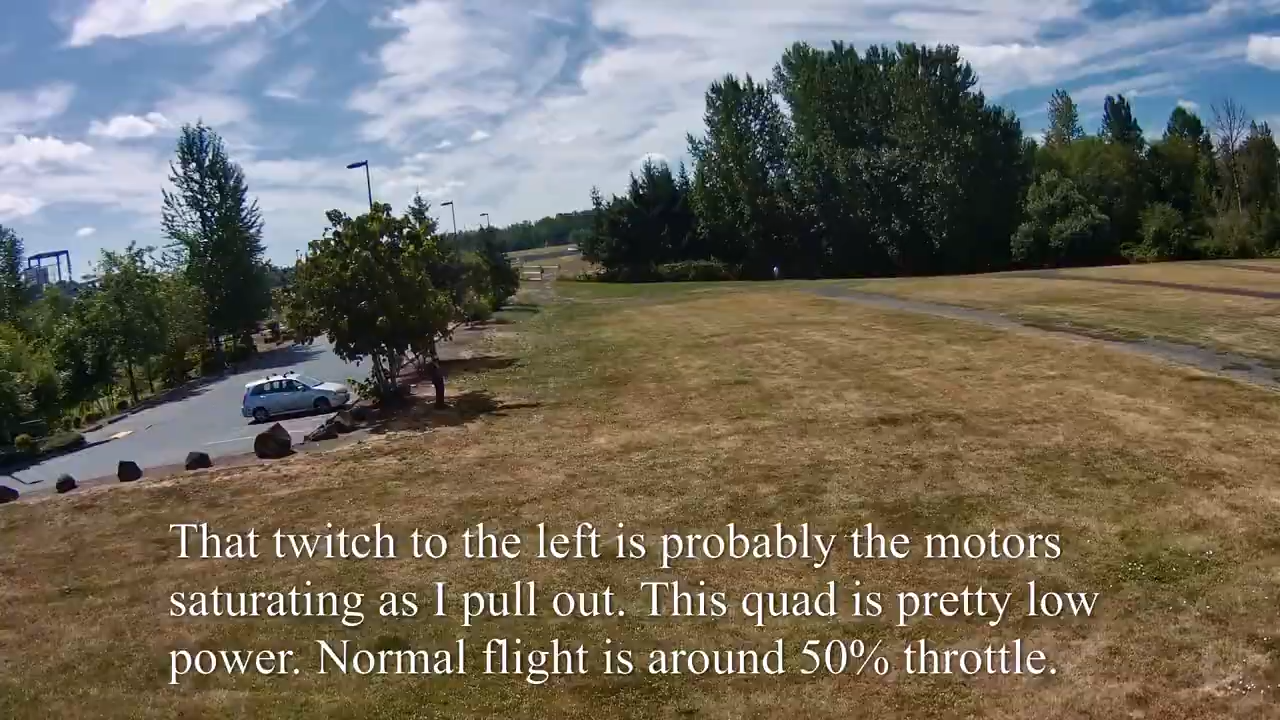 That twitch to the left is probably the motors
saturating as I pull out. This quad is pretty low
power. Normal flight is around 50% throttle.